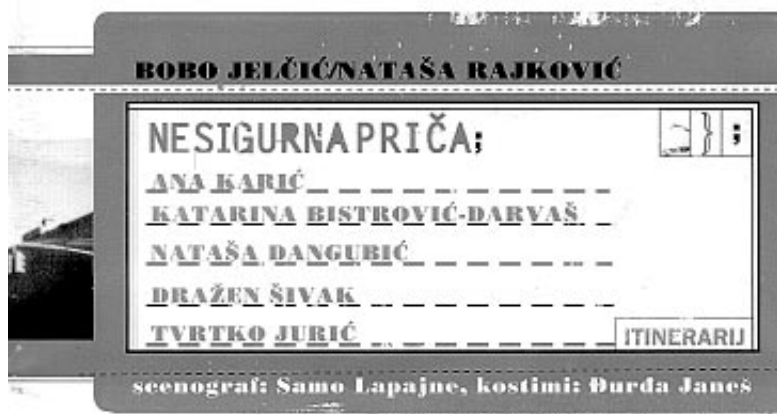 BOBO JELČIĆ/NATAŠA RAJKOVIĆ
NESIGURNA PRIČA;
} ;
ANA KARIĆ
KATARINA BISTROVIĆ-DARVAŠ
NATAŠA DANGUBIĆ
DRAŽEN ŠIVAK
TVRTKO JURIĆ
ITINERARIJ
scenograf: Samo Lapajne, kostimi: Đurđa Janeš